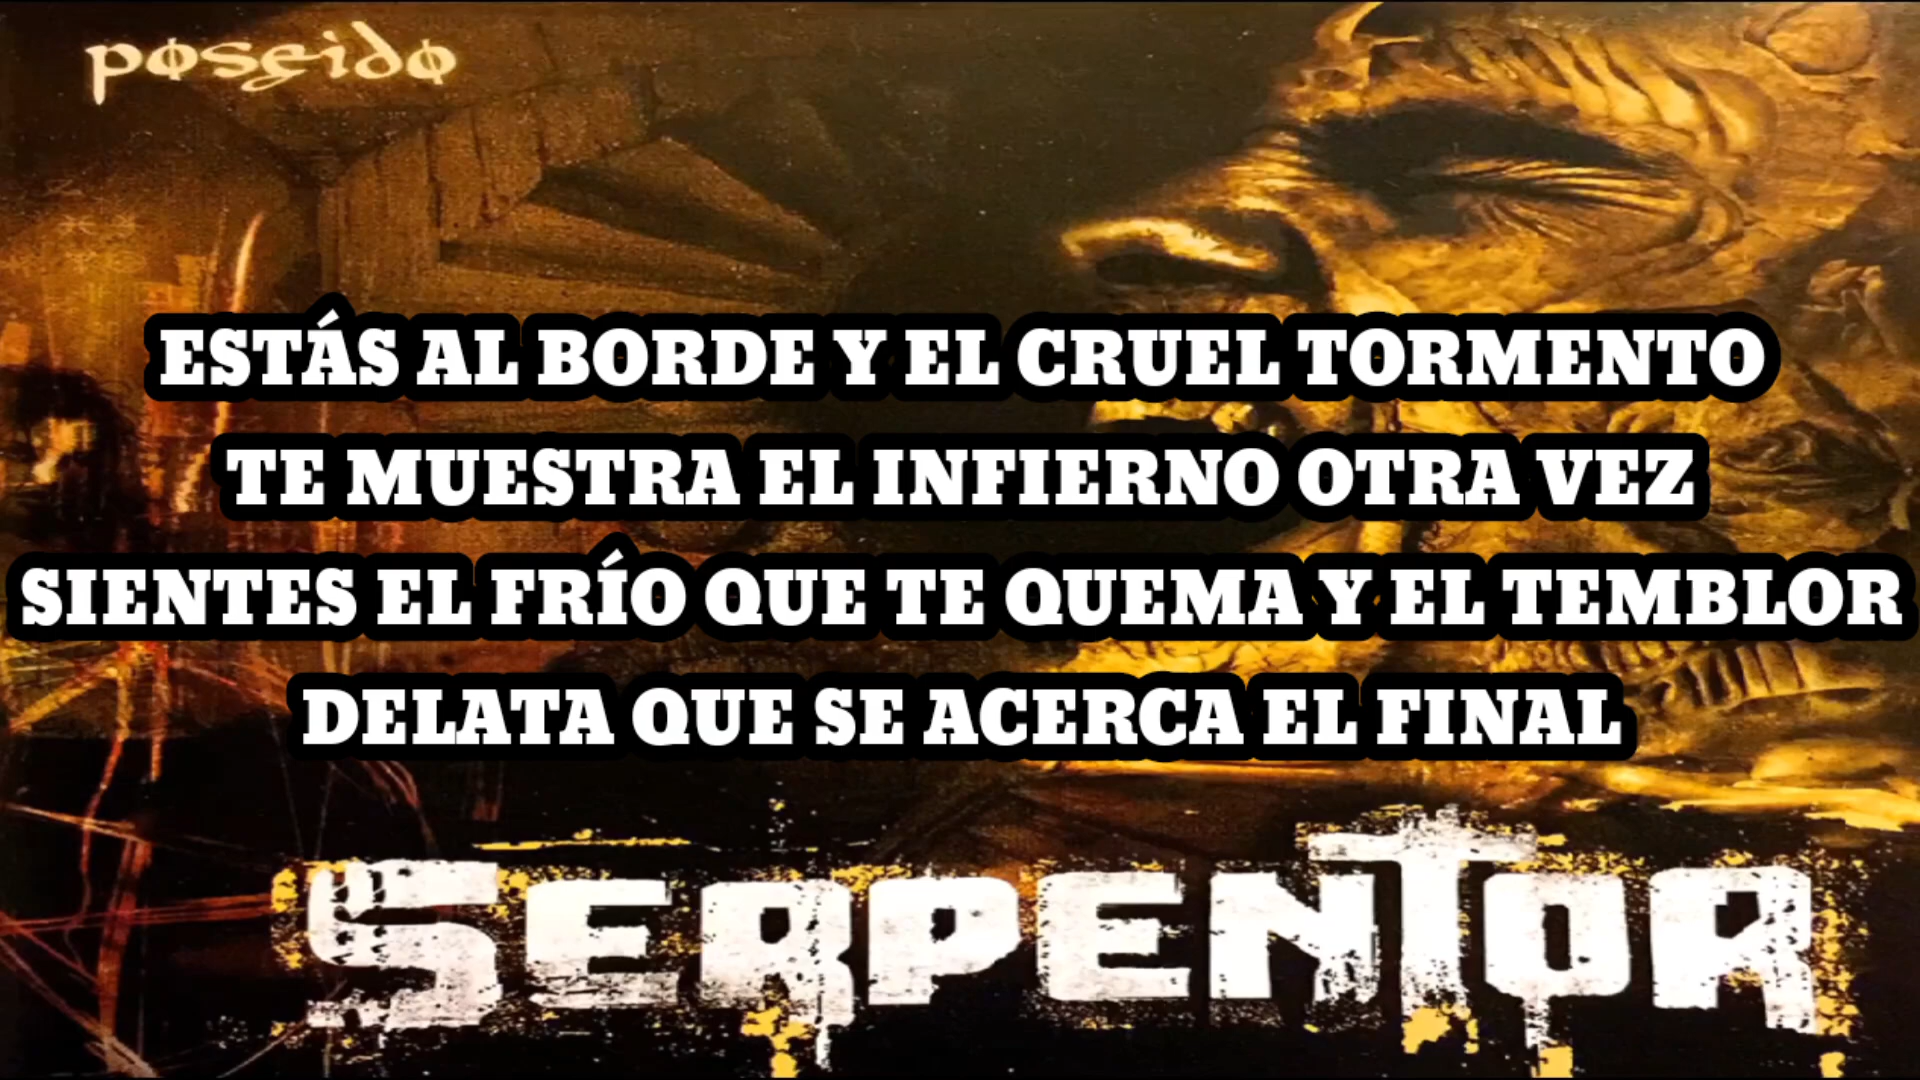 poseido
ESTÁS AL BORDE Y EL CRUEL TORMENTO
TE MUESTRA EL INFIERNO OTRA VEZ
SIENTES EL FRÍO QUE TE QUEMA Y EL TEMBLOR
DELATA QUE SE ACERCA EL FINAL
SERPENTOR